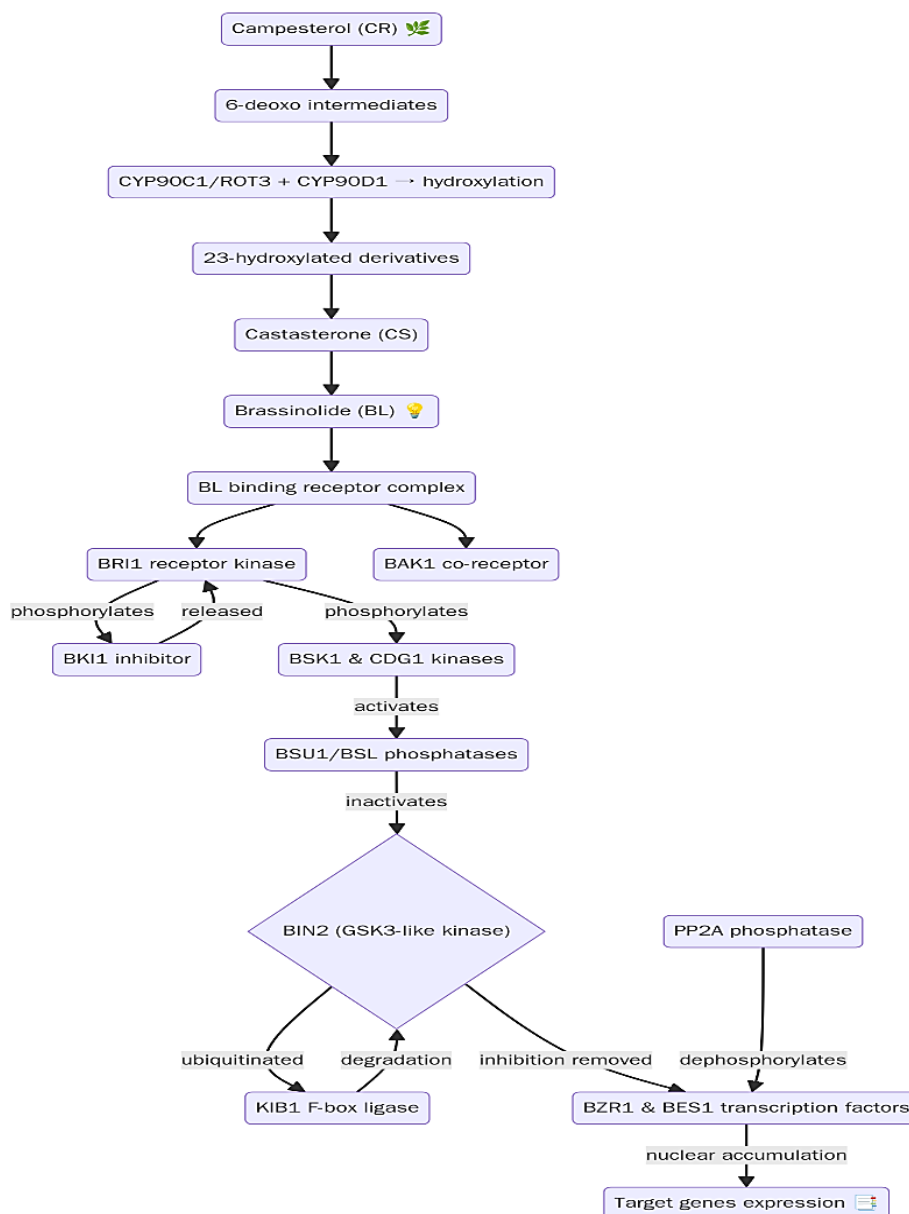 Campesterol (CR) 🌿
6-deoxo intermediates
CYP90C1/ROT3 + CYP90D1 → hydroxylation
23-hydroxylated derivatives
Castasterone (CS)
Brassinolide (BL) 💡
BL binding receptor complex
BRI1 receptor kinase
BAK1 co-receptor
phosphorylates
released
phosphorylates
BKI1 inhibitor
BSK1 & CDG1 kinases
activates
BSU1/BSL phosphatases
inactivates
BIN2 (GSK3-like kinase)
PP2A phosphatase
ubiquitinated
degradation
inhibition removed
dephosphorylates
KIB1 F-box ligase
BZR1 & BES1 transcription factors
nuclear accumulation
Target genes expression 📑